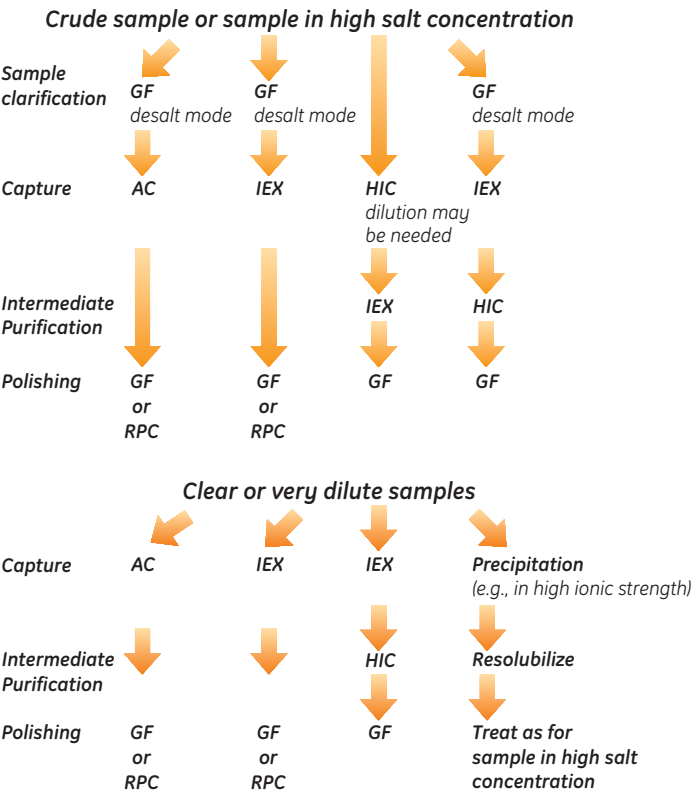 Crude sample or sample in high salt concentration
Sample
clarification
GF
desalt mode
GF
desalt mode
GF
desalt mode
Capture
AC
IEX
HIC
dilution may
be needed
IEX
Intermediate
Purification
IEX
HIC
Polishing
GF
or
RPC
GF
or
RPC
GF
GF
Clear or very dilute samples
Capture
AC
IEX
IEX
Precipitation
(e.g., in high ionic strength)
Intermediate
Purification
HIC
Resolubilize
Polishing
GF
or
RPC
GF
or
RPC
GF
Treat as for
sample in high salt
concentration